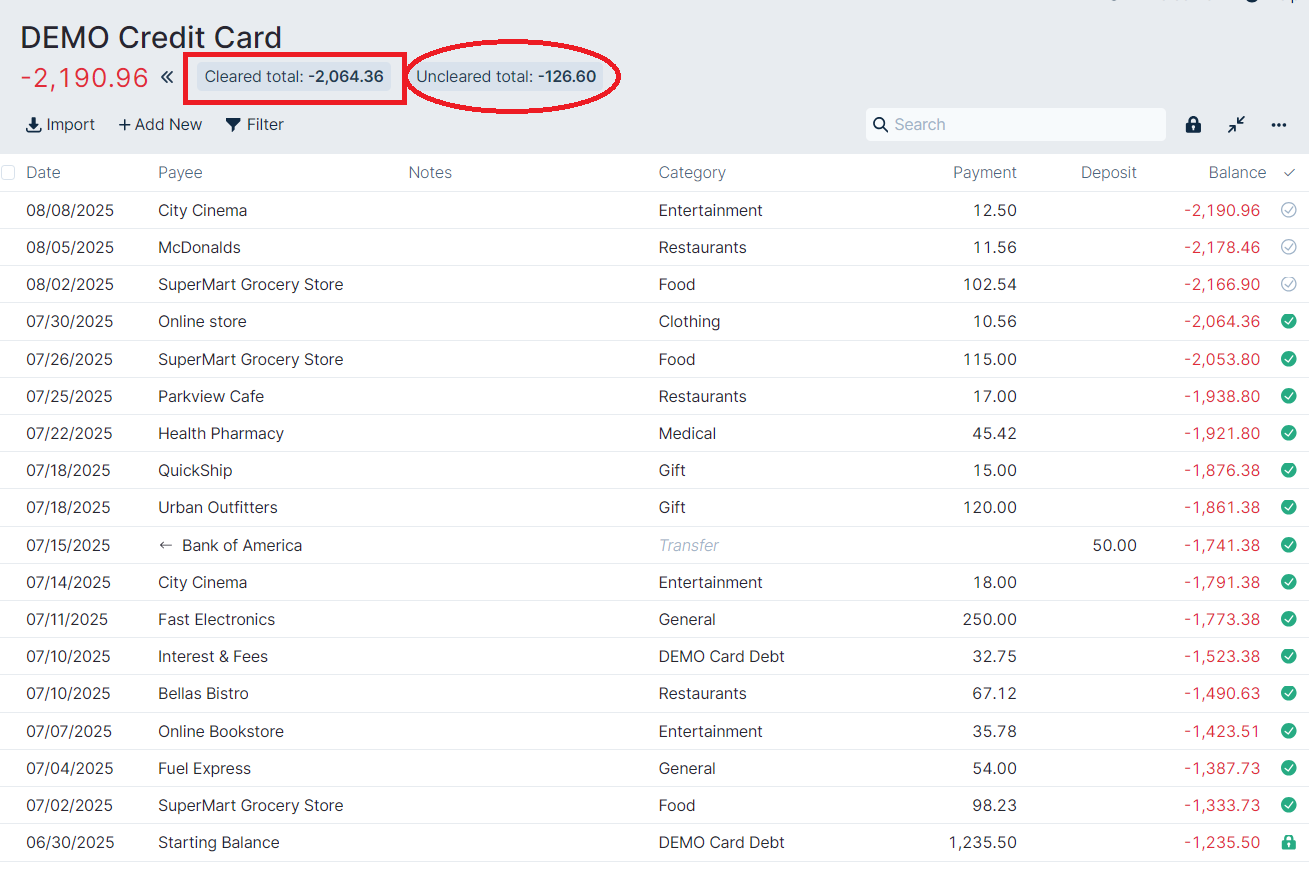 DEMO Credit Card
-2,190.96 Cleared total: -2,064.36 Uncleared total: -126.60
Import + Add New Filter Search
Date Payee Notes Category Payment Deposit Balance
08/08/2025 City Cinema Entertainment 12.50 -2,190.96
08/05/2025 McDonalds Restaurants 11.56 -2,178.46
08/02/2025 SuperMart Grocery Store Food 102.54 -2,166.90
07/30/2025 Online store Clothing 10.56 -2,064.36
07/26/2025 SuperMart Grocery Store Food 115.00 -2,053.80
07/25/2025 Parkview Cafe Restaurants 17.00 -1,938.80
07/22/2025 Health Pharmacy Medical 45.42 -1,921.80
07/18/2025 QuickShip Gift 15.00 -1,876.38
07/18/2025 Urban Outfitters Gift 120.00 -1,861.38
07/15/2025 ← Bank of America Transfer 50.00 -1,741.38
07/14/2025 City Cinema Entertainment 18.00 -1,791.38
07/11/2025 Fast Electronics General 250.00 -1,773.38
07/10/2025 Interest & Fees DEMO Card Debt 32.75 -1,523.38
07/10/2025 Bellas Bistro Restaurants 67.12 -1,490.63
07/07/2025 Online Bookstore Entertainment 35.78 -1,423.51
07/04/2025 Fuel Express General 54.00 -1,387.73
07/02/2025 SuperMart Grocery Store Food 98.23 -1,333.73
06/30/2025 Starting Balance DEMO Card Debt 1,235.50 -1,235.50